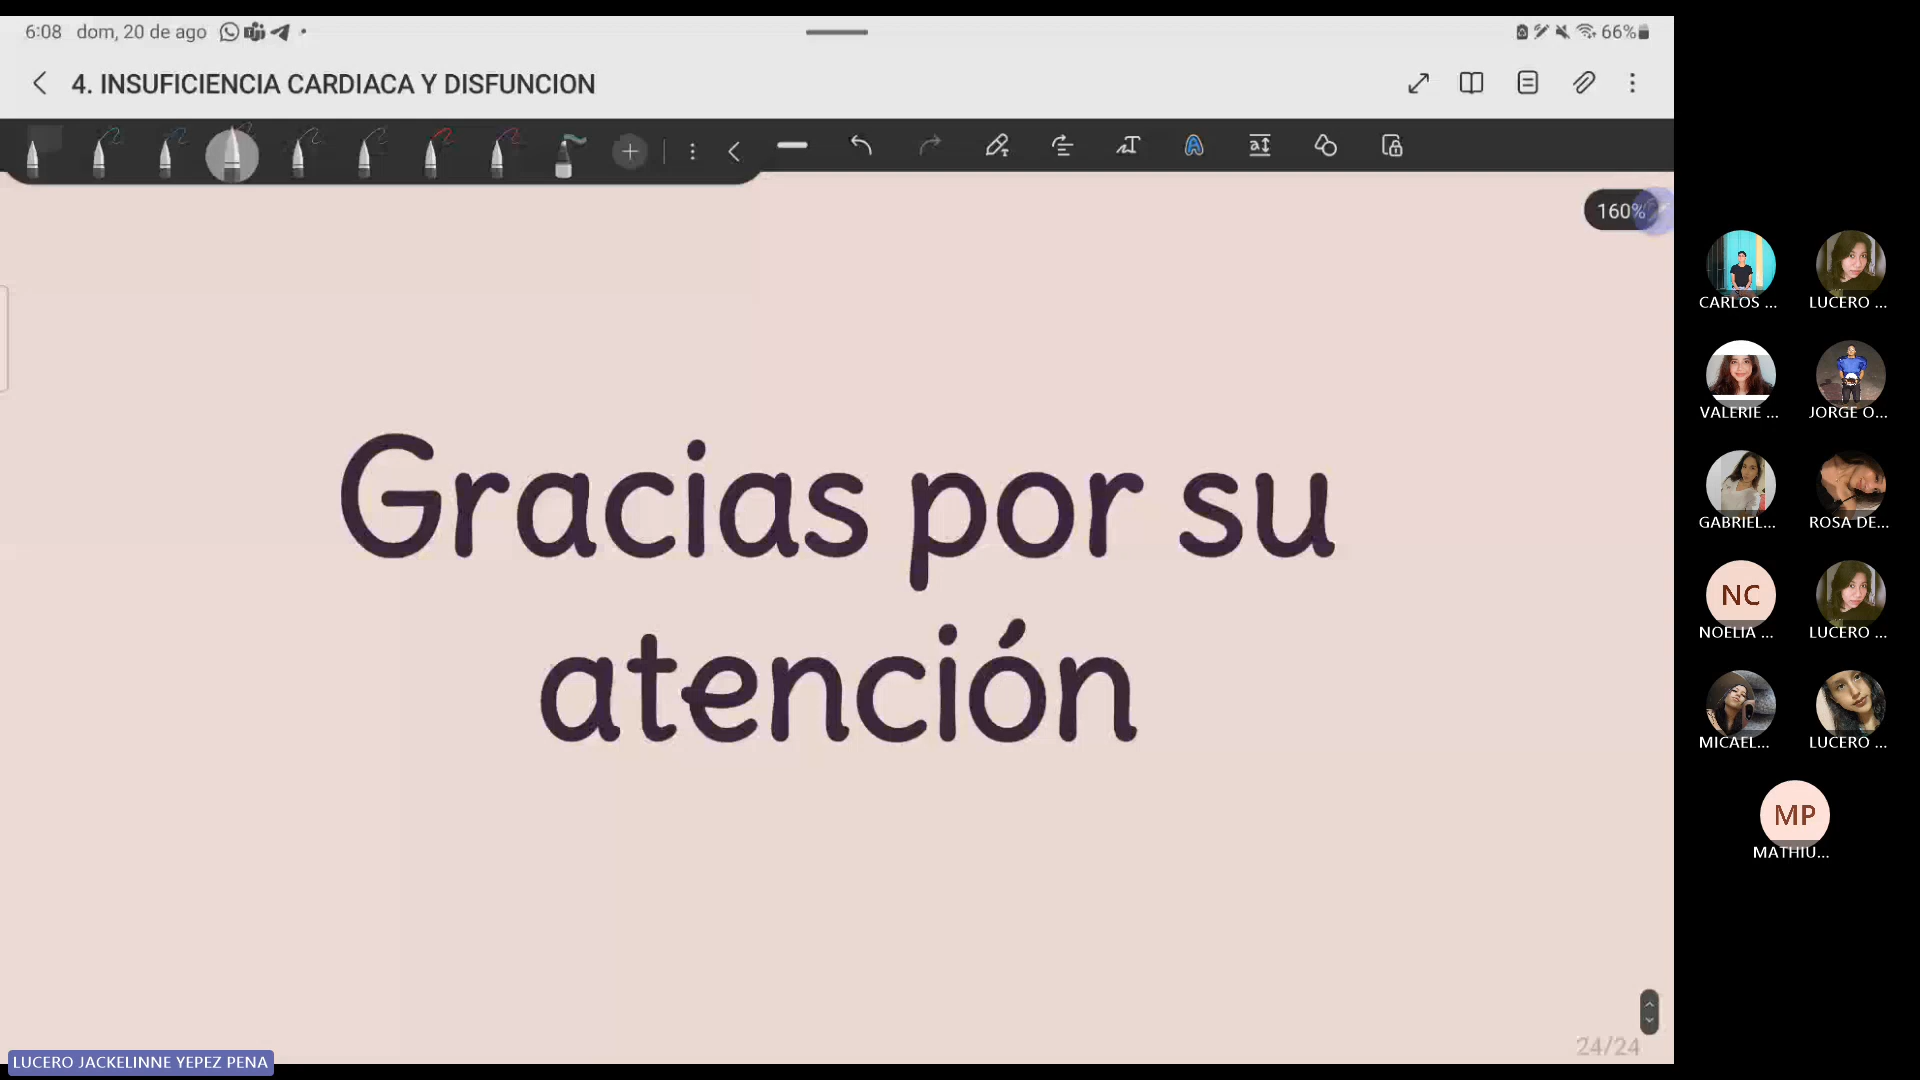 6:08 dom, 20 de ago
66%
4. INSUFICIENCIA CARDIACA Y DISFUNCION
160%
Gracias por su
atención
24/24
LUCERO JACKELINNE YEPEZ PENA
CARLOS ...
LUCERO ...
VALERIE ...
JORGE O...
GABRIEL...
ROSA DE...
NC
NOELIA ...
LUCERO ...
MICAEL...
LUCERO ...
MP
MATHIU...